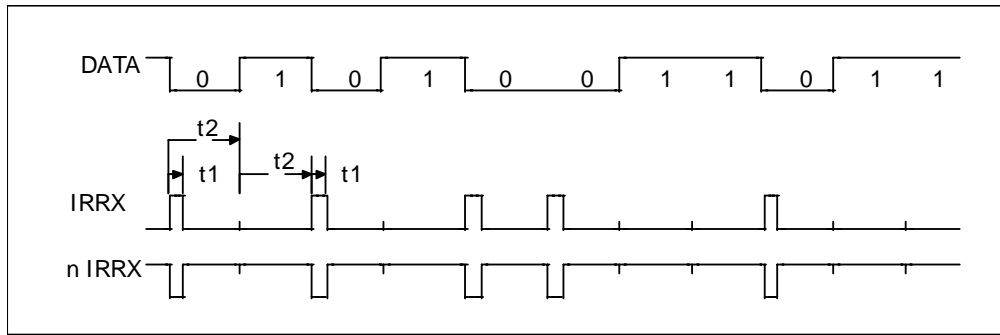 DATA 0 1 0 1 0 0 1 1 0 1 1
t2
t1 t2 t1
IRRX
n IRRX